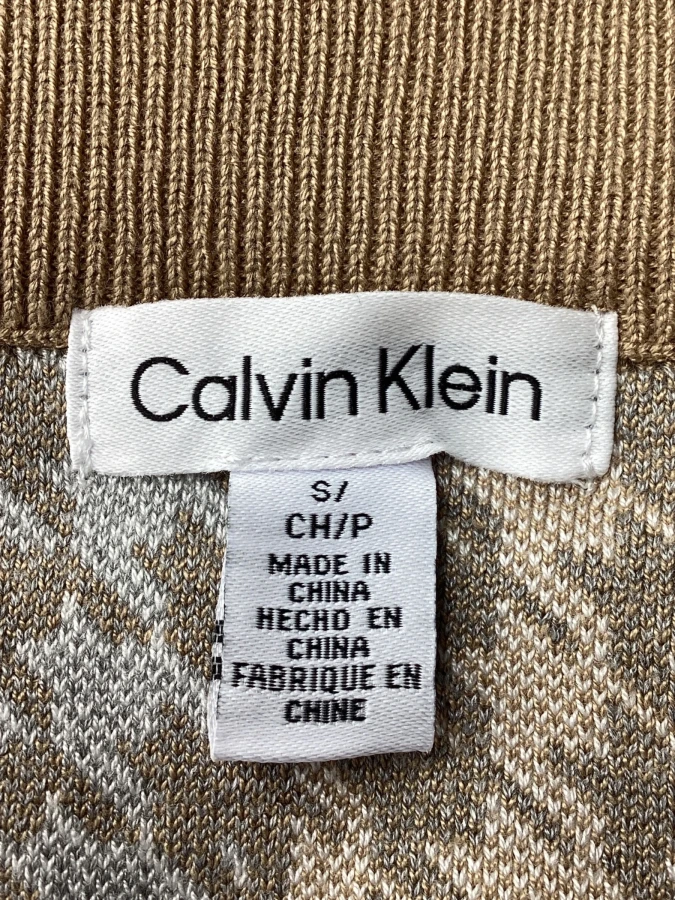 Calvin Klein
S/
CH/P
MADE IN
CHINA
HECHO EN
CHINA
FABRIQUE EN
CHINE